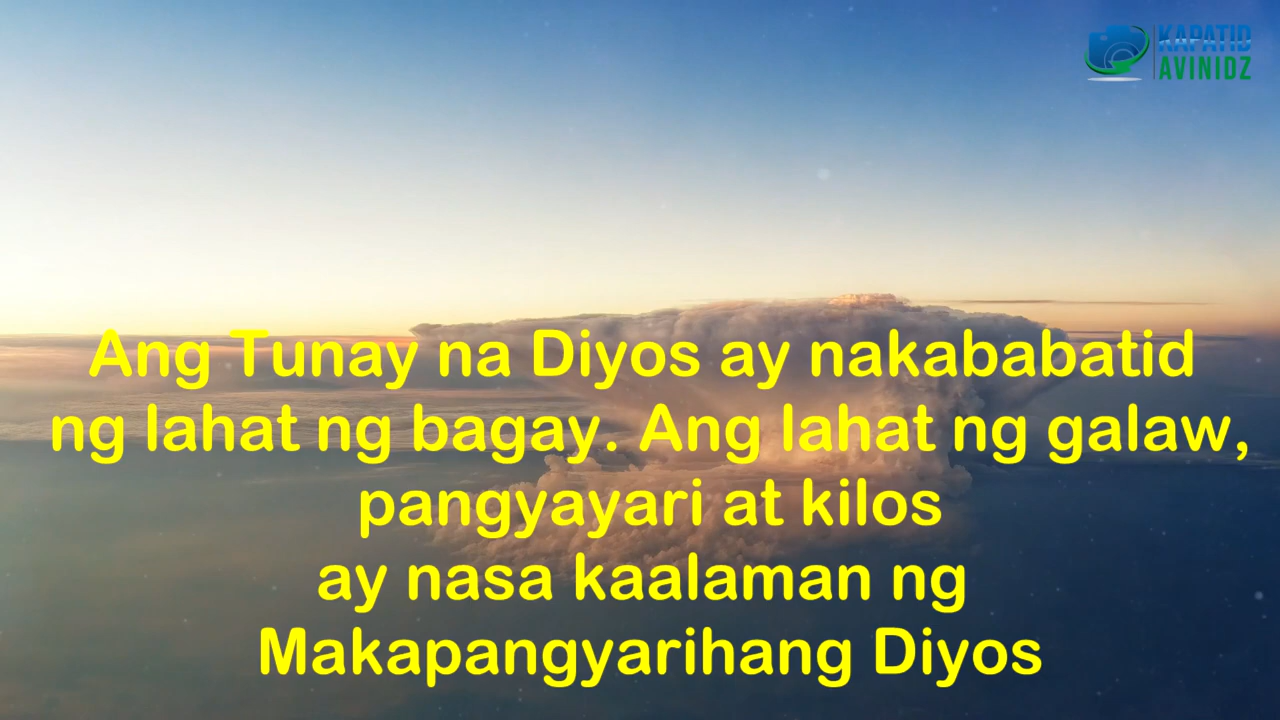 KAPATID
AVINIDZ
Ang Tunay na Diyos ay nakababatid
ng lahat ng bagay. Ang lahat ng galaw,
pangyayari at kilos
ay nasa kaalaman ng
Makapangyarihang Diyos